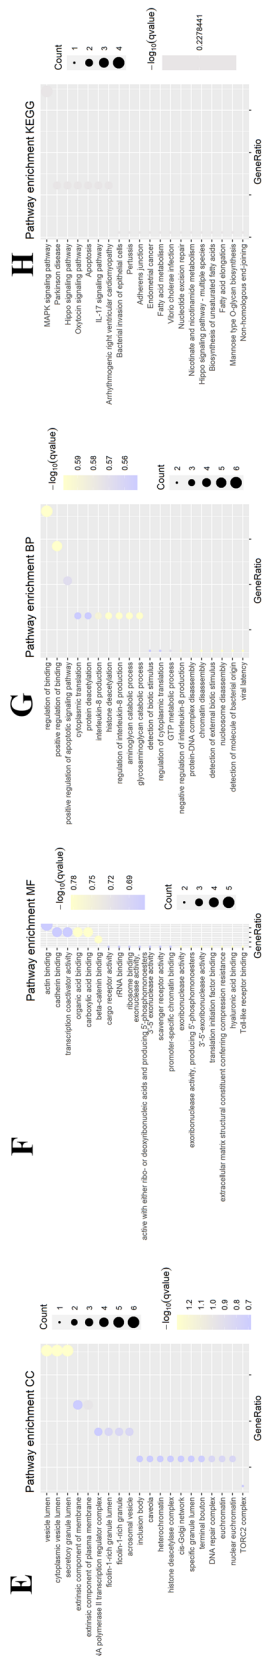 E
Pathway enrichment CC
vesicle lumen
cytoplasmic vesicle lumen
secretory granule lumen
extrinsic component of membrane
extrinsic component of plasma membrane
NA polymerase II transcription regulator complex
ficolin-1-rich granule lumen
ficolin-1-rich granule
acrosomal vesicle
inclusion body
caveola
heterochromatin
histone deacetylase complex
cis-Golgi network
specific granule lumen
terminal bouton
DNA repair complex
euchromatin
nuclear euchromatin
TORC2 complex
GeneRatio
Count
1
2
3
4
5
6
−log10(qvalue)
1.2
1.1
1.0
0.9
0.8
0.7
F
Pathway enrichment MF
actin binding
cadherin binding
transcription coactivator activity
organic acid binding
carboxylic acid binding
beta-catenin binding
cargo receptor activity
rRNA binding
ribosome binding
exonuclease activity,
active with either ribo- or deoxyribonucleic acids and producing 5'-phosphomonoesters
3'-5' exonuclease activity
scavenger receptor activity
promoter-specific chromatin binding
exoribonuclease activity
exoribonuclease activity, producing 5'-phosphomonoesters
3'-5'-exoribonuclease activity
translation initiation factor binding
extracellular matrix structural constituent conferring compression resistance
hyaluronic acid binding
Toll-like receptor binding
GeneRatio
−log10(qvalue)
0.78
0.75
0.72
0.69
Count
2
3
4
5
G
Pathway enrichment BP
regulation of binding
positive regulation of binding
positive regulation of apoptotic signaling pathway
cytoplasmic translation
protein deacetylation
interleukin-8 production
histone deacetylation
regulation of interleukin-8 production
aminoglycan catabolic process
glycosaminoglycan catabolic process
detection of biotic stimulus
regulation of cytoplasmic translation
GTP metabolic process
negative regulation of interleukin-8 production
protein-DNA complex disassembly
chromatin disassembly
detection of external biotic stimulus
nucleosome disassembly
detection of molecule of bacterial origin
viral latency
GeneRatio
−log10(qvalue)
0.59
0.58
0.57
0.56
Count
2
3
4
5
6
H
Pathway enrichment KEGG
MAPK signaling pathway
Parkinson disease
Hippo signaling pathway
Oxytocin signaling pathway
Apoptosis
IL-17 signaling pathway
Arrhythmogenic right ventricular cardiomyopathy
Bacterial invasion of epithelial cells
Pertussis
Adherens junction
Endometrial cancer
Fatty acid metabolism
Vibrio cholerae infection
Nucleotide excision repair
Nicotinate and nicotinamide metabolism
Hippo signaling pathway - multiple species
Biosynthesis of unsaturated fatty acids
Fatty acid elongation
Mannose type O-glycan biosynthesis
Non-homologous end-joining
GeneRatio
Count
1
2
3
4
−log10(qvalue)
0.2278441